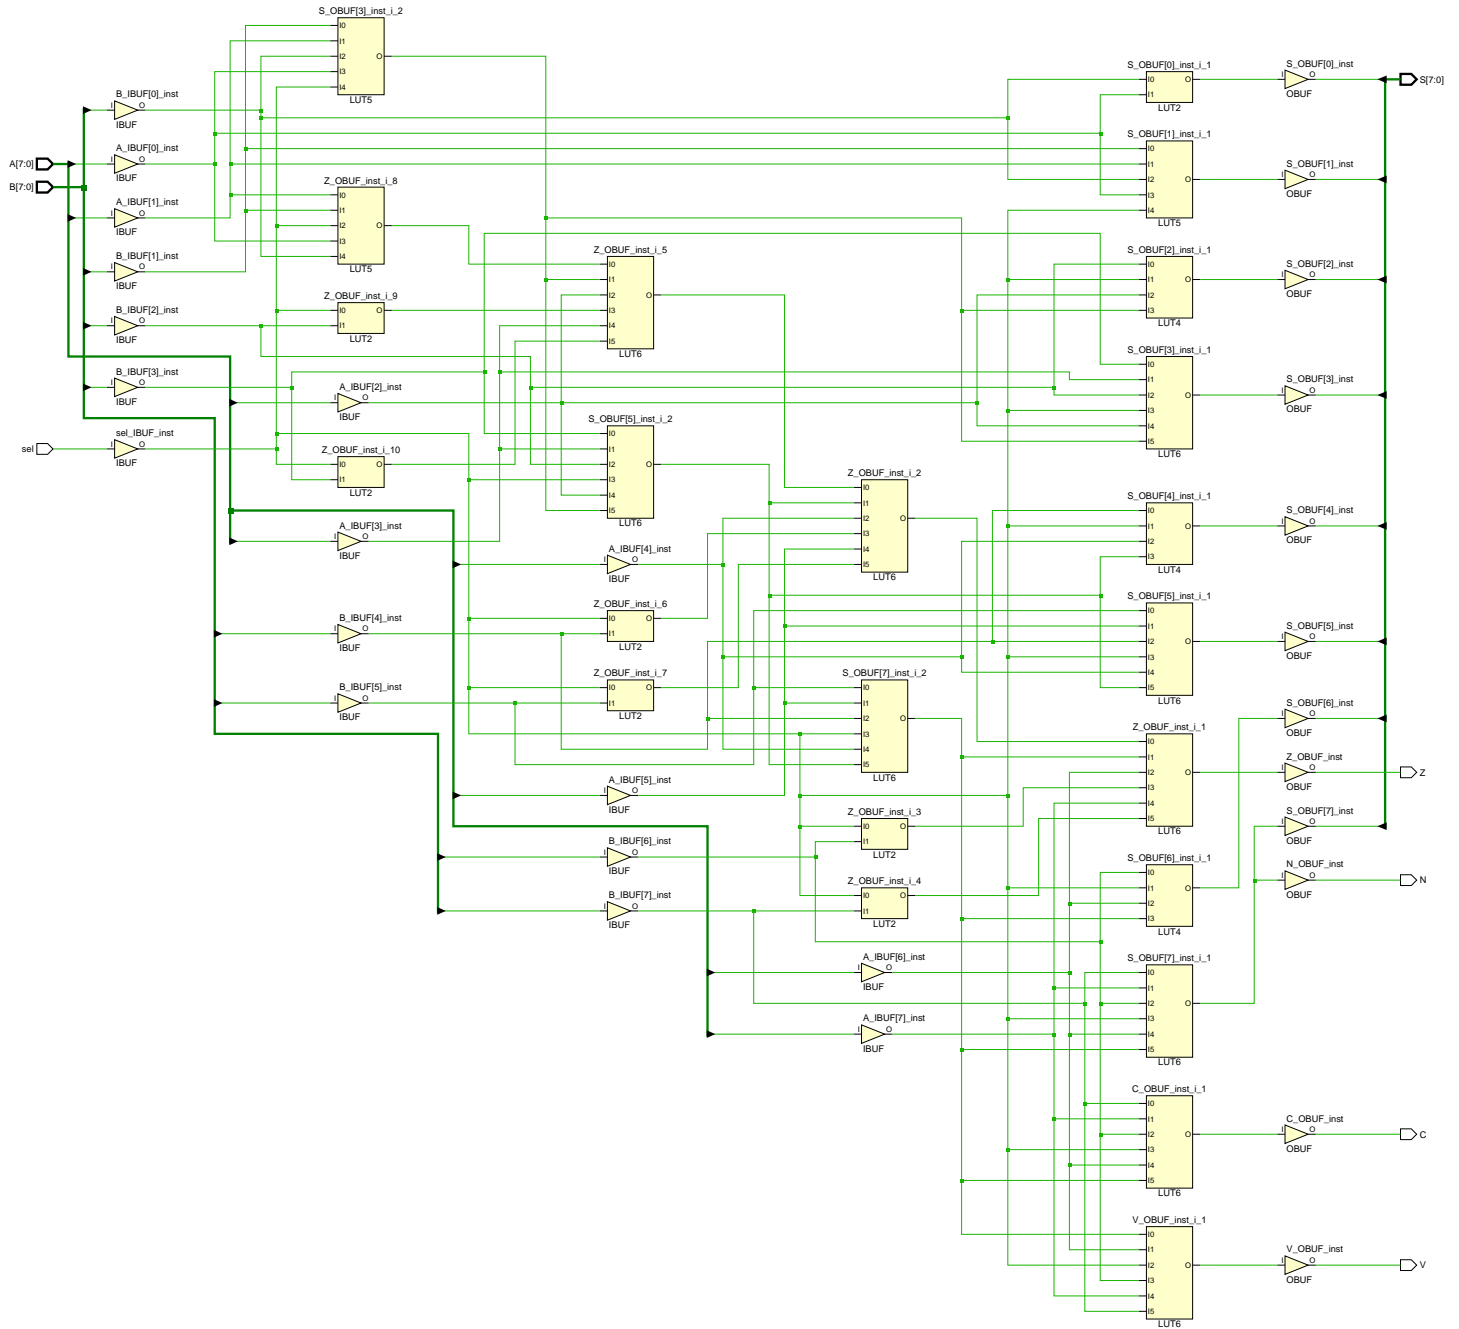 S_OBUF[3]_inst_i_2
I0
I1
I2
I3
I4
O
LUT5
B_IBUF[0]_inst
I
O
IBUF
A[7:0]
A_IBUF[0]_inst
I
O
IBUF
B[7:0]
A_IBUF[1]_inst
I
O
IBUF
B_IBUF[1]_inst
I
O
IBUF
B_IBUF[2]_inst
I
O
IBUF
B_IBUF[3]_inst
I
O
IBUF
sel
sel_IBUF_inst
I
O
IBUF
Z_OBUF_inst_i_8
I0
I1
I2
I3
I4
O
LUT5
Z_OBUF_inst_i_9
I0
I1
O
LUT2
A_IBUF[2]_inst
I
O
IBUF
Z_OBUF_inst_i_10
I0
I1
O
LUT2
A_IBUF[3]_inst
I
O
IBUF
B_IBUF[4]_inst
I
O
IBUF
B_IBUF[5]_inst
I
O
IBUF
Z_OBUF_inst_i_5
I0
I1
I2
I3
I4
I5
O
LUT6
S_OBUF[5]_inst_i_2
I0
I1
I2
I3
I4
I5
O
LUT6
A_IBUF[4]_inst
I
O
IBUF
Z_OBUF_inst_i_6
I0
I1
O
LUT2
Z_OBUF_inst_i_7
I0
I1
O
LUT2
A_IBUF[5]_inst
I
O
IBUF
B_IBUF[6]_inst
I
O
IBUF
B_IBUF[7]_inst
I
O
IBUF
Z_OBUF_inst_i_2
I0
I1
I2
I3
I4
I5
O
LUT6
S_OBUF[7]_inst_i_2
I0
I1
I2
I3
I4
I5
O
LUT6
Z_OBUF_inst_i_3
I0
I1
O
LUT2
Z_OBUF_inst_i_4
I0
I1
O
LUT2
A_IBUF[6]_inst
I
O
IBUF
A_IBUF[7]_inst
I
O
IBUF
S_OBUF[0]_inst_i_1
I0
I1
O
LUT2
S_OBUF[1]_inst_i_1
I0
I1
I2
I3
I4
O
LUT5
S_OBUF[2]_inst_i_1
I0
I1
I2
I3
O
LUT4
S_OBUF[3]_inst_i_1
I0
I1
I2
I3
I4
I5
O
LUT6
S_OBUF[4]_inst_i_1
I0
I1
I2
I3
O
LUT4
S_OBUF[5]_inst_i_1
I0
I1
I2
I3
I4
I5
O
LUT6
Z_OBUF_inst_i_1
I0
I1
I2
I3
I4
I5
O
LUT6
S_OBUF[6]_inst_i_1
I0
I1
I2
I3
O
LUT4
S_OBUF[7]_inst_i_1
I0
I1
I2
I3
I4
I5
O
LUT6
C_OBUF_inst_i_1
I0
I1
I2
I3
I4
I5
O
LUT6
V_OBUF_inst_i_1
I0
I1
I2
I3
I4
I5
O
LUT6
S_OBUF[0]_inst
I
O
OBUF
S[7:0]
S_OBUF[1]_inst
I
O
OBUF
S_OBUF[2]_inst
I
O
OBUF
S_OBUF[3]_inst
I
O
OBUF
S_OBUF[4]_inst
I
O
OBUF
S_OBUF[5]_inst
I
O
OBUF
S_OBUF[6]_inst
I
O
OBUF
Z_OBUF_inst
I
O
OBUF
Z
S_OBUF[7]_inst
I
O
OBUF
N_OBUF_inst
I
O
OBUF
N
C_OBUF_inst
I
O
OBUF
C
V_OBUF_inst
I
O
OBUF
V